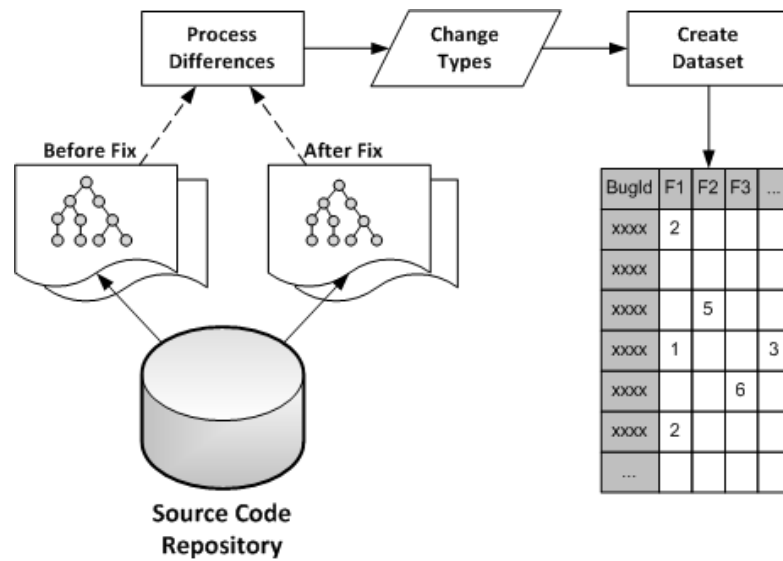 Process
Differences
Change
Types
Create
Dataset
Before Fix
After Fix
BugId F1 F2 F3 ...
xxxx 2
xxxx
xxxx 5
xxxx 1 3
xxxx 6
xxxx 2
...
Source Code
Repository